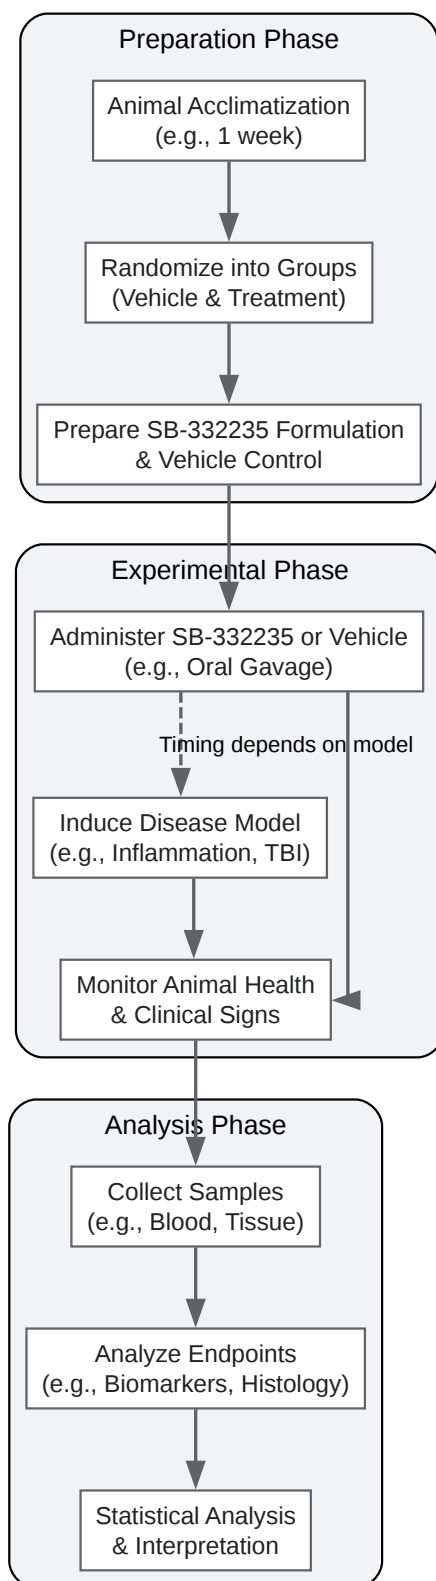 Preparation Phase
Animal Acclimatization
(e.g., 1 week)
Randomize into Groups
(Vehicle & Treatment)
Prepare SB-332235 Formulation
& Vehicle Control
Experimental Phase
Administer SB-332235 or Vehicle
(e.g., Oral Gavage)
Timing depends on model
Induce Disease Model
(e.g., Inflammation, TBI)
Monitor Animal Health
& Clinical Signs
Analysis Phase
Collect Samples
(e.g., Blood, Tissue)
Analyze Endpoints
(e.g., Biomarkers, Histology)
Statistical Analysis
& Interpretation